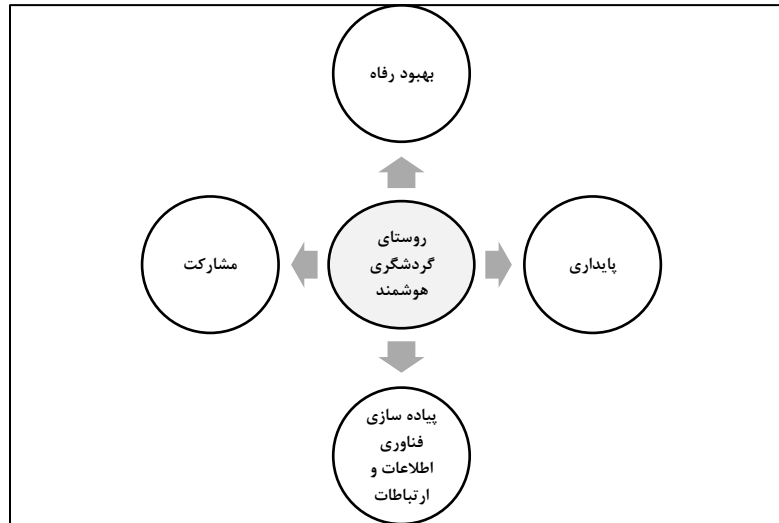 بهبود رفاه
پایداری
روستای
گردشگری
هوشمند
مشارکت
پیاده سازی
فناوری
اطلاعات و
ارتباطات